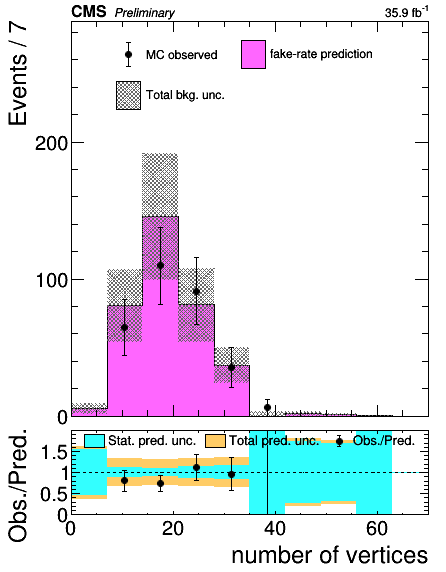 CMS Preliminary 35.9 fb-1
Events / 7
MC observed
fake-rate prediction
Total bkg. unc.
200
100
0
Obs./Pred.
Stat. pred. unc.
Total pred. unc.
Obs./Pred.
1.5
1
0.5
0
0 20 40 60
number of vertices